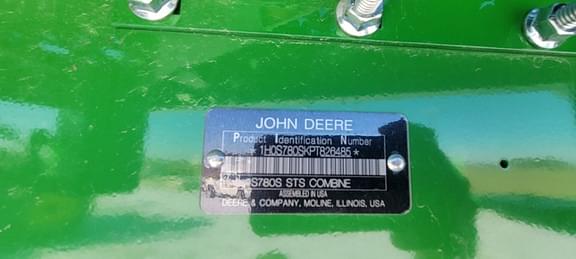 JOHN DEERE
Product Identification Number
*1H0S780SKPT826485*
S780S STS COMBINE
ASSEMBLED IN USA
DEERE & COMPANY, MOLINE, ILLINOIS, USA